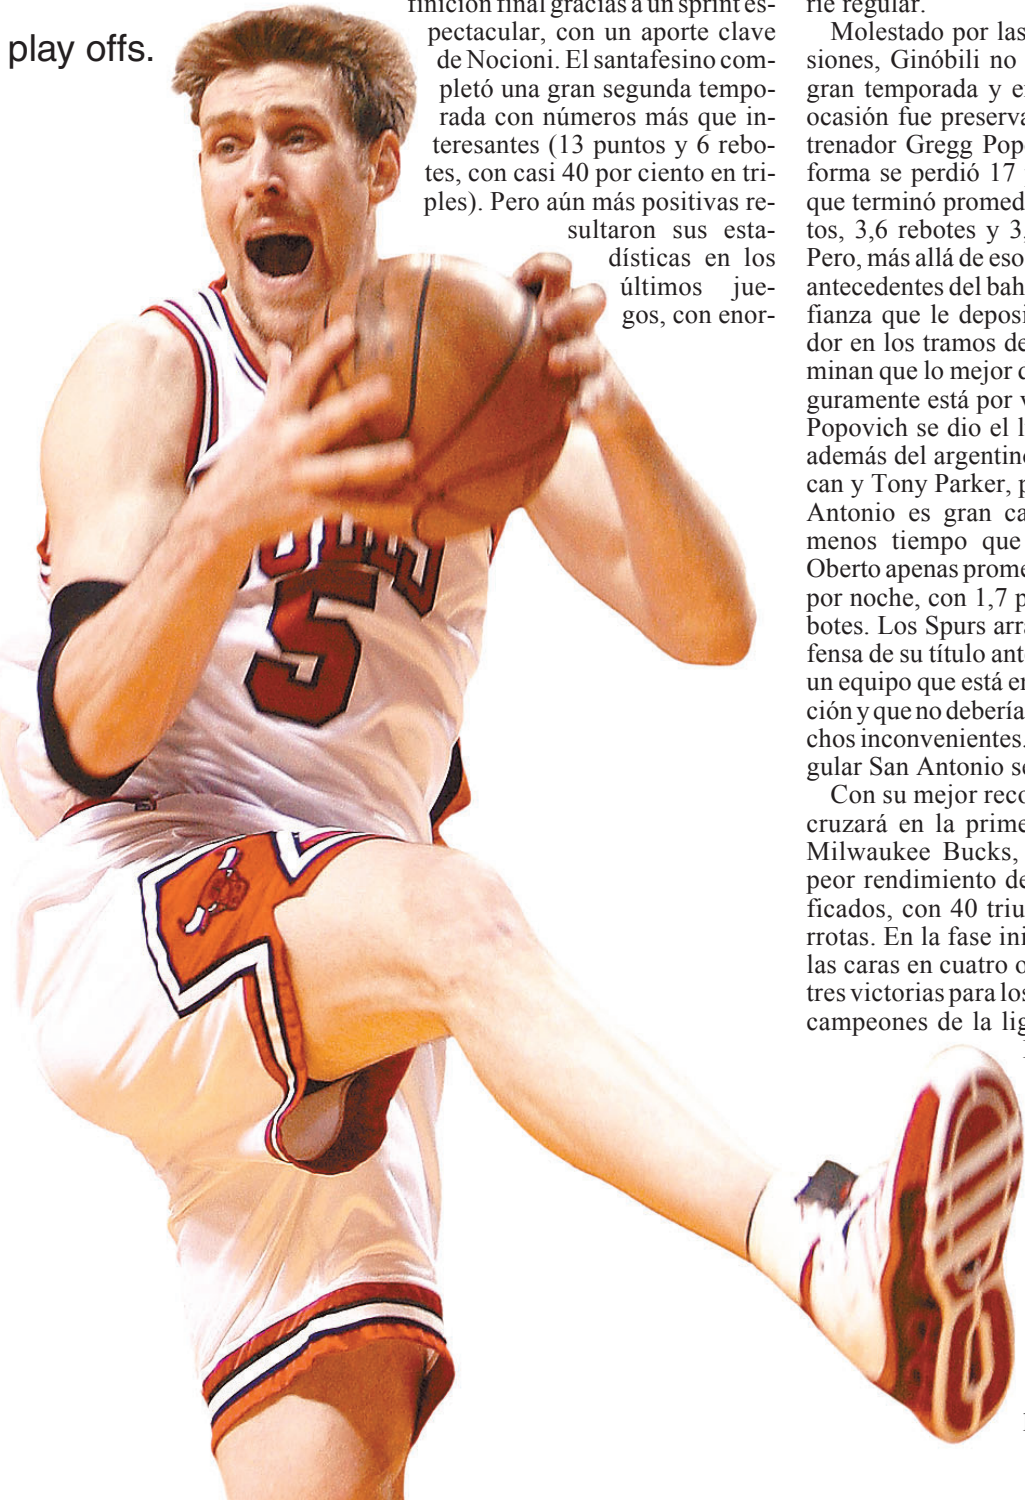 play offs.
finición final gracias a un sprint es-
pectacular, con un aporte clave
de Nocioni. El santafesino com-
pletó una gran segunda tempo-
rada con números más que in-
teresantes (13 puntos y 6 rebo-
tes, con casi 40 por ciento en tri-
ples). Pero aún más positivas re-
sultaron sus esta-
dísticas en los
últimos jue-
gos, con enor-
rie regular.
Molestado por las
siones, Ginóbili no
gran temporada y e
ocasión fue preserva
trenador Gregg Pop
forma se perdió 17
que terminó promed
tos, 3,6 rebotes y 3,
Pero, más allá de eso
antecedentes del bah
fianza que le deposi
dor en los tramos de
minan que lo mejor
guramente está por v
Popovich se dio el l
además del argentino
can y Tony Parker, p
Antonio es gran ca
menos tiempo que
Oberto apenas prome
por noche, con 1,7 p
botes. Los Spurs arra
fensa de su título ante
un equipo que está en
ción y que no debería
chos inconvenientes.
gular San Antonio se
Con su mejor reco
cruzará en la prime
Milwaukee Bucks,
peor rendimiento de
ficados, con 40 triu
rrotas. En la fase ini
las caras en cuatro o
tres victorias para los
campeones de la lig
5